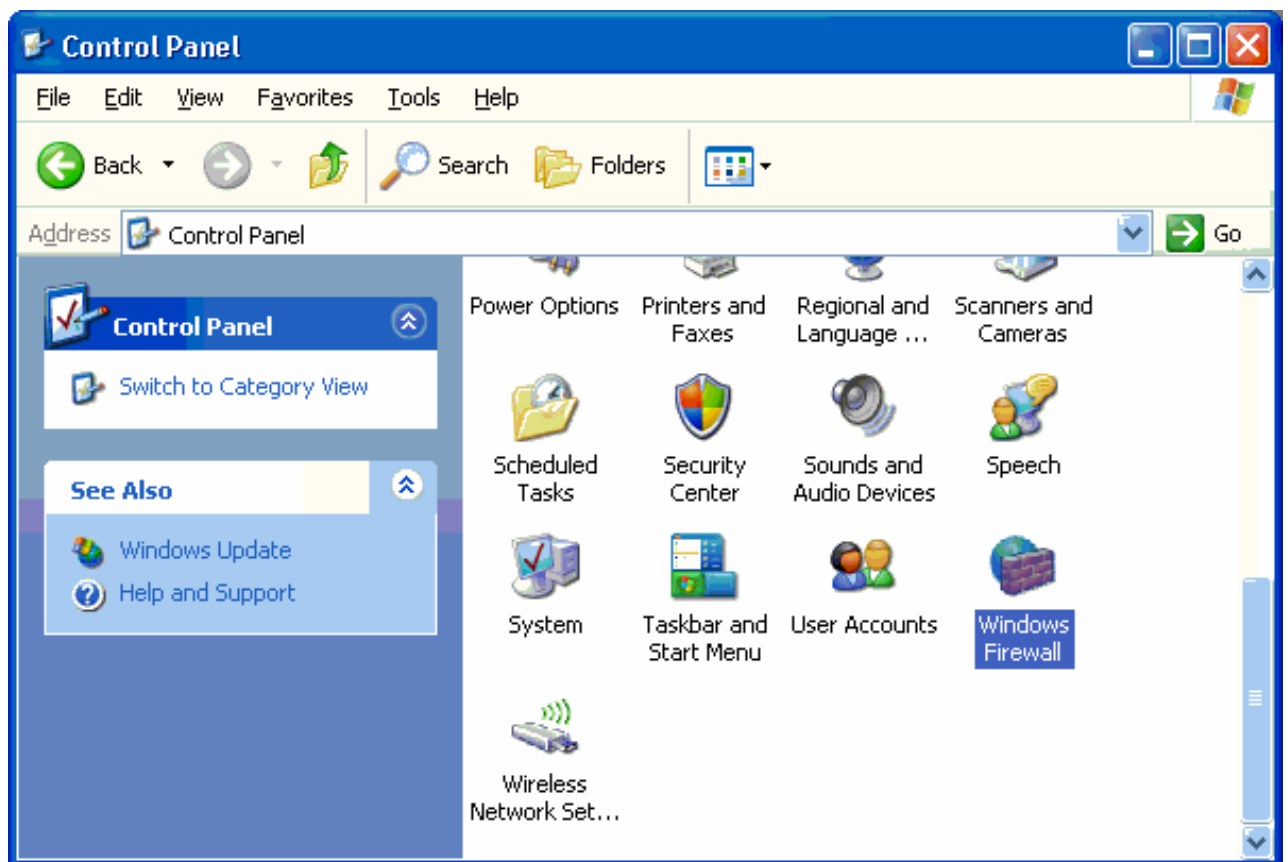 Control Panel
File Edit View Favorites Tools Help
Back Search Folders
Address Control Panel Go
Control Panel
Switch to Category View
See Also
Windows Update
Help and Support
Power Options
Printers and
Faxes
Regional and
Language ...
Scanners and
Cameras
Scheduled
Tasks
Security
Center
Sounds and
Audio Devices
Speech
System
Taskbar and
Start Menu
User Accounts
Windows
Firewall
Wireless
Network Set...